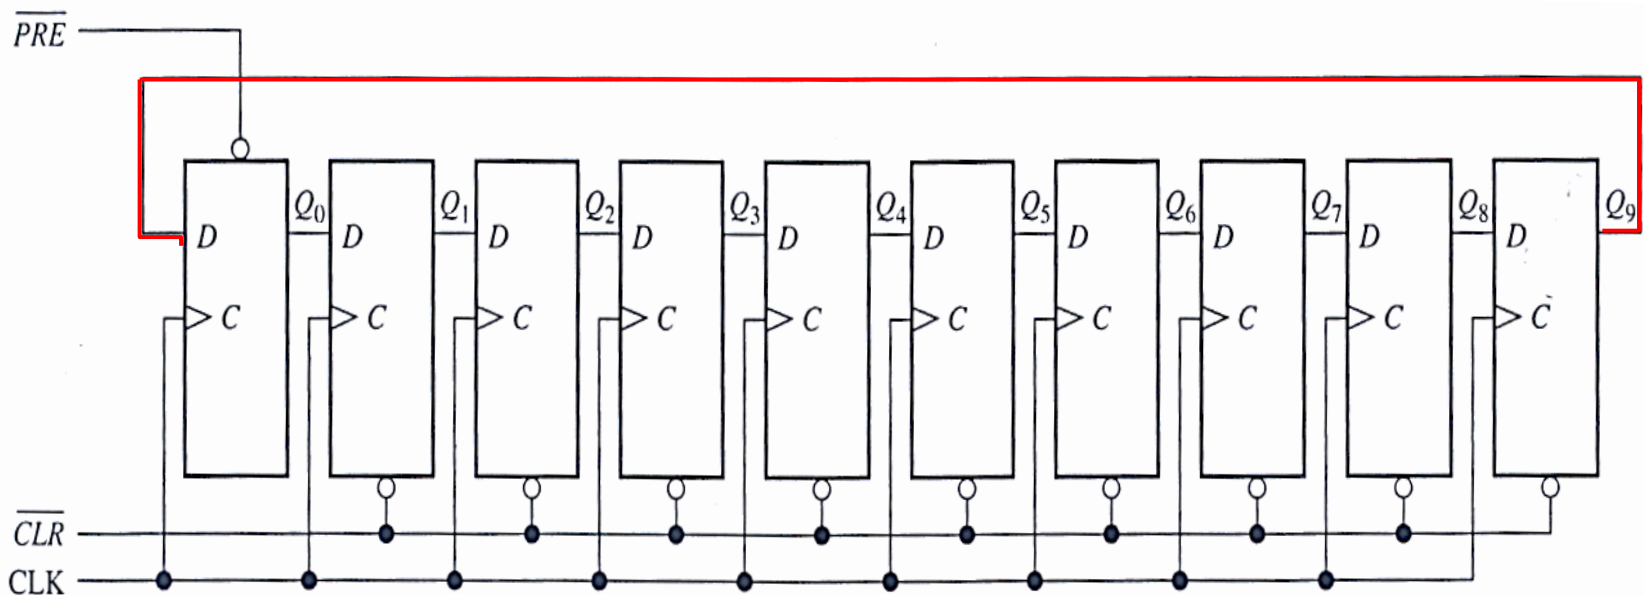 PRE
Q0 Q1 Q2 Q3 Q4 Q5 Q6 Q7 Q8 Q9
D D D D D D D D D D
C C C C C C C C C C
CLR
CLK